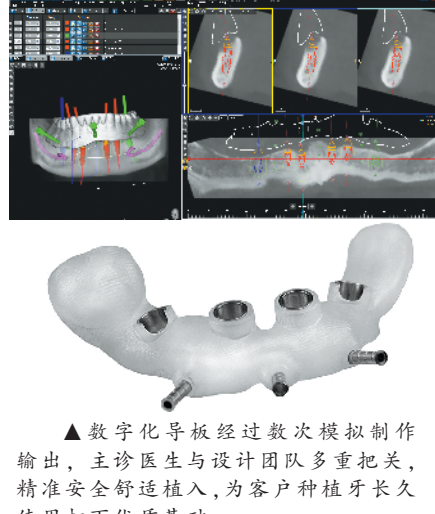 ▲数字化导板经过数次模拟制作
输出，主诊医生与设计团队多重把关，
精准安全舒适植入，为客户种植牙长久